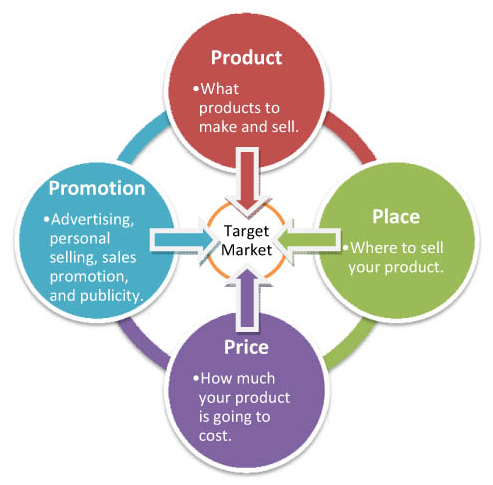 Product
•What
products to
make and sell.
Promotion
•Advertising,
personal
selling, sales
promotion,
and publicity.
Target
Market
Place
•Where to sell
your product.
Price
•How much
your product
is going to
cost.